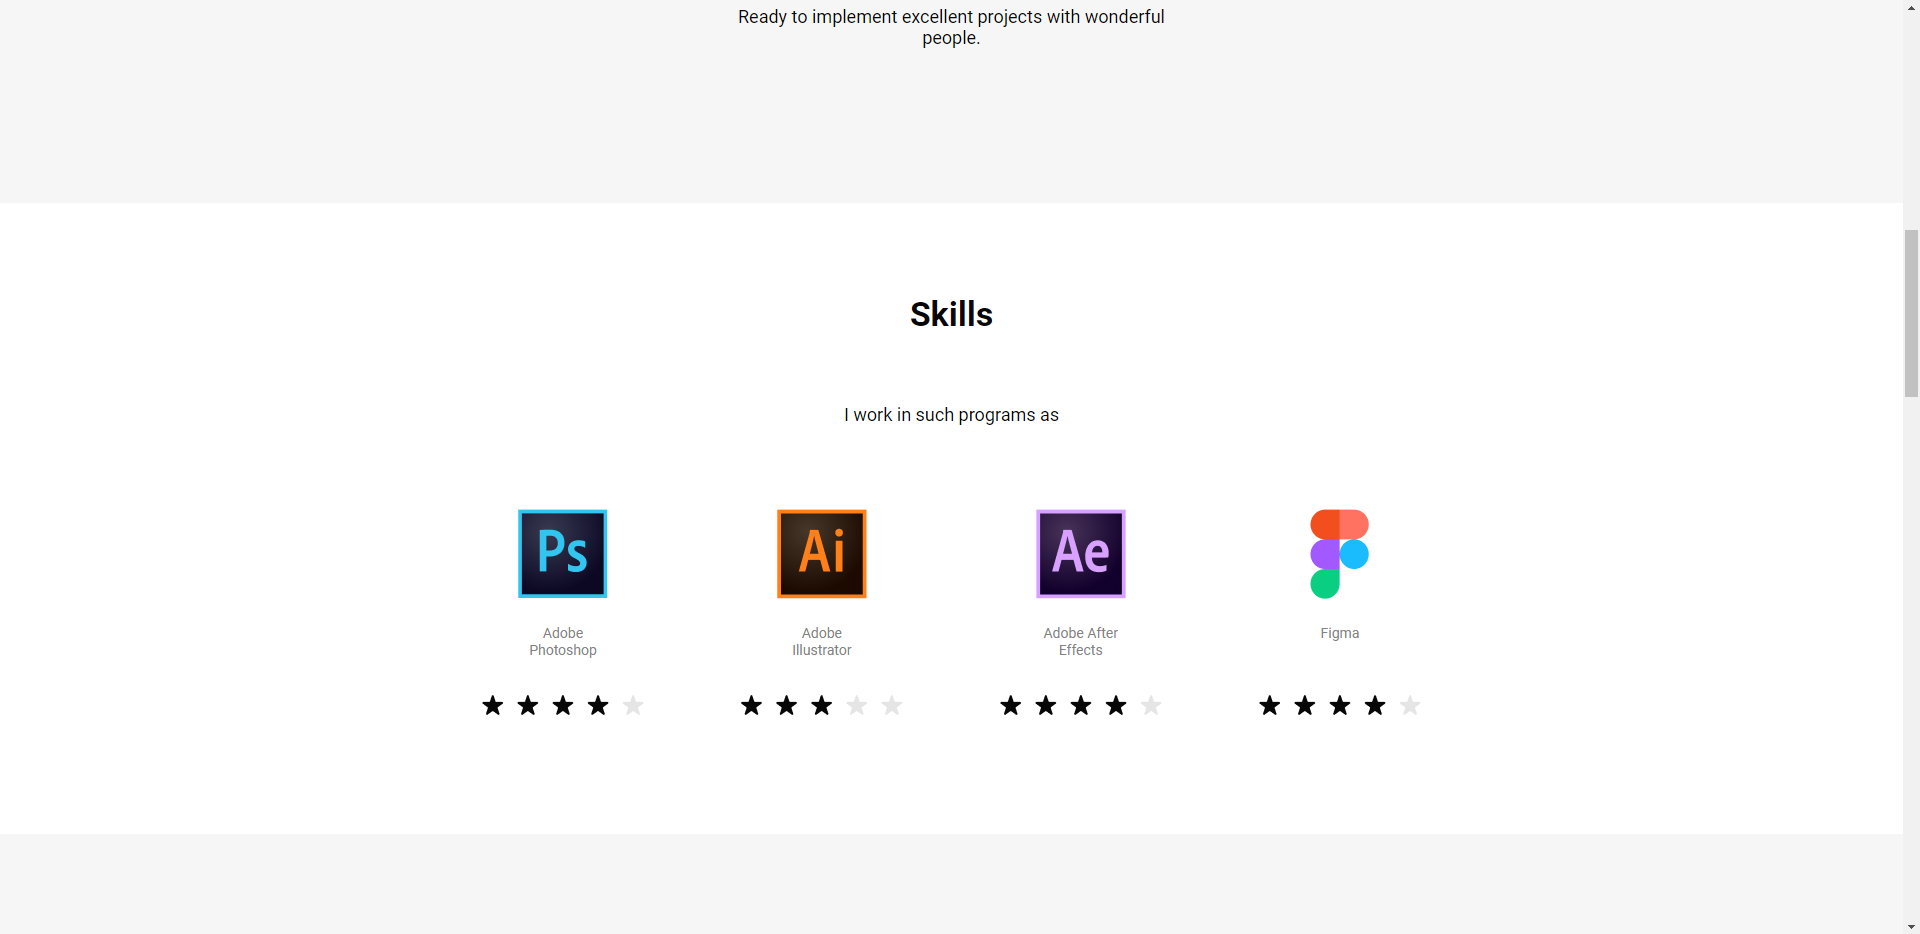 Ready to implement excellent projects with wonderful
people.
Skills
I work in such programs as
Ps
Ai
Ae
Adobe
Photoshop
Adobe
Illustrator
Adobe After
Effects
Figma